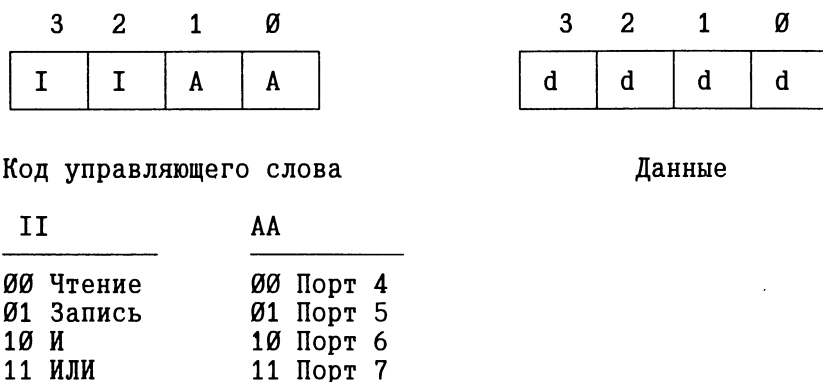 3 2 1 Ø 3 2 1 Ø
I I A A d d d d
Код управляющего слова Данные
II AA
ØØ Чтение ØØ Порт 4
Ø1 Запись Ø1 Порт 5
1Ø И 1Ø Порт 6
11 ИЛИ 11 Порт 7